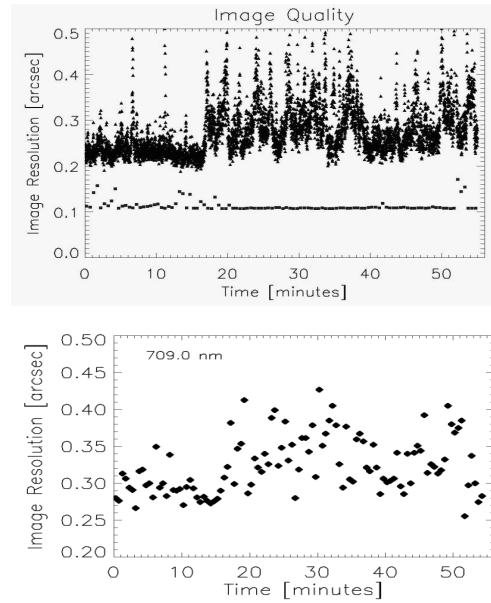 Image Quality
Image Resolution [arcsec]
0.5
0.4
0.3
0.2
0.1
0.0
0 10 20 30 40 50
Time [minutes]
709.0 nm
Image Resolution [arcsec]
0.50
0.45
0.40
0.35
0.30
0.25
0.20
0 10 20 30 40 50
Time [minutes]